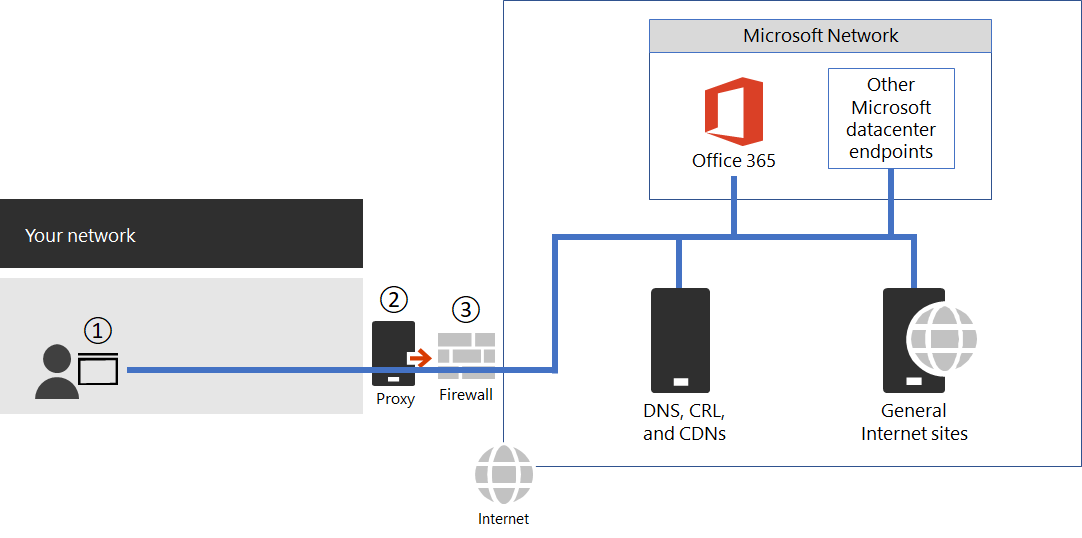 Microsoft Network
Office 365
Other
Microsoft
datacenter
endpoints
Your network
①
②
③
Proxy
Firewall
DNS, CRL,
and CDNs
General
Internet sites
Internet